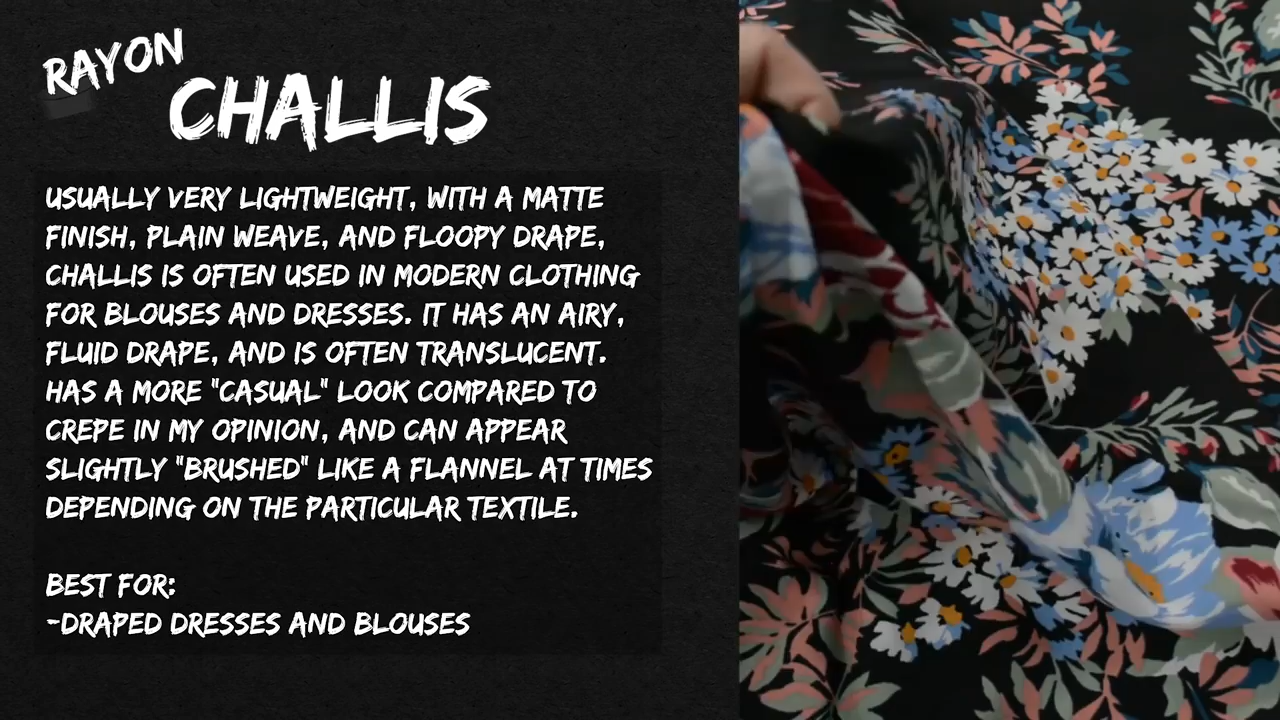 RAYON
CHALLIS
USUALLY VERY LIGHTWEIGHT, WITH A MATTE
FINISH, PLAIN WEAVE, AND FLOOPY DRAPE,
CHALLIS IS OFTEN USED IN MODERN CLOTHING
FOR BLOUSES AND DRESSES. IT HAS AN AIRY,
FLUID DRAPE, AND IS OFTEN TRANSLUCENT.
HAS A MORE "CASUAL" LOOK COMPARED TO
CREPE IN MY OPINION, AND CAN APPEAR
SLIGHTLY "BRUSHED" LIKE A FLANNEL AT TIMES
DEPENDING ON THE PARTICULAR TEXTILE.
BEST FOR:
-DRAPED DRESSES AND BLOUSES